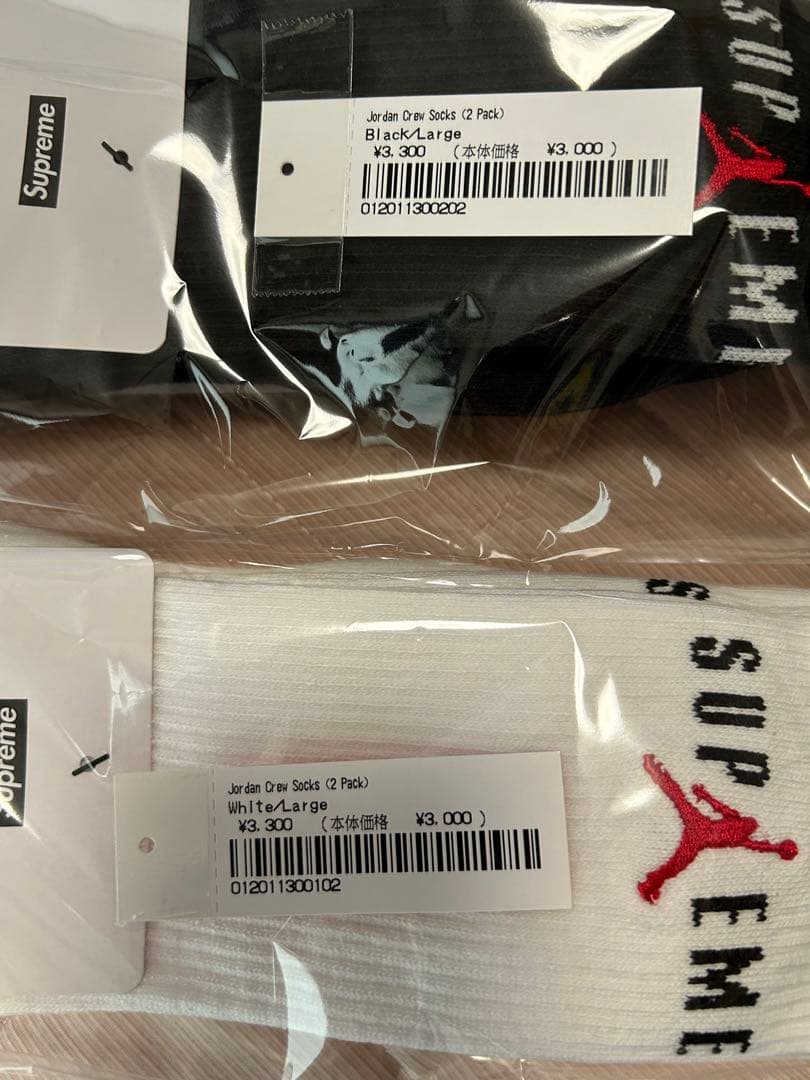 Supreme
Jordan Crew Socks (2 Pack)
Black/Large
¥3.300 (本体価格 ¥3.000 )
012011300202
SUP
EME
Supreme
Jordan Crew Socks (2 Pack)
White/Large
¥3.300 (本体価格 ¥3,000 )
012011300102
S
SUP
EME